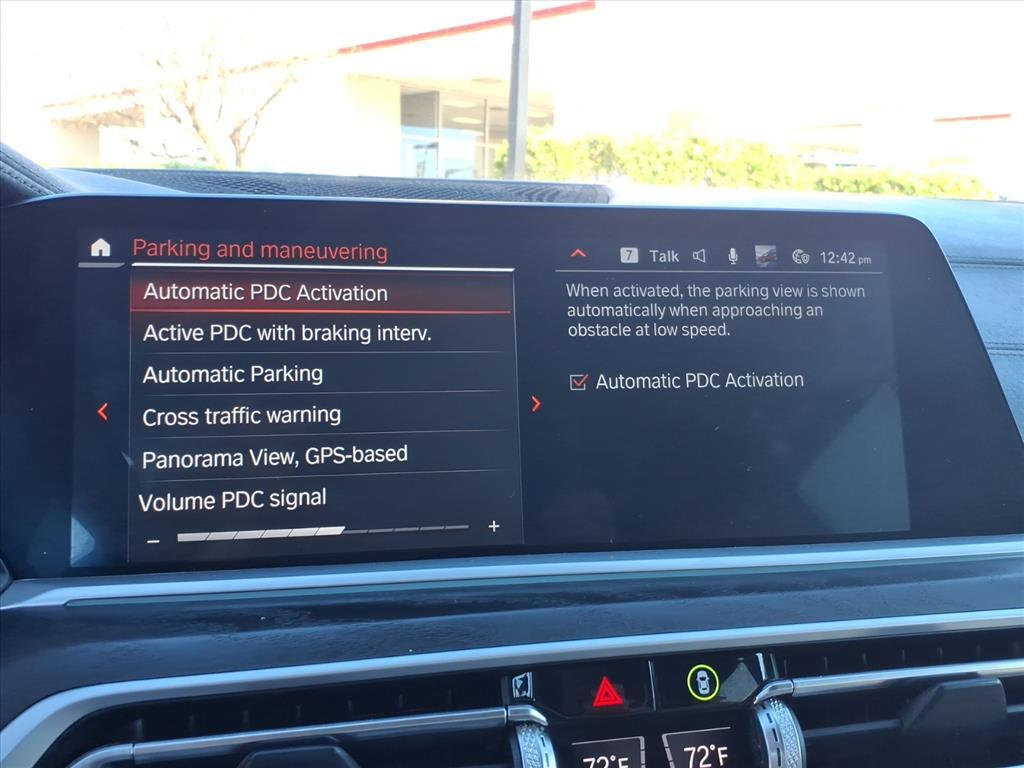 Parking and maneuvering
7 Talk 12:42 pm
Automatic PDC Activation
Active PDC with braking interv.
Automatic Parking
Cross traffic warning
Panorama View, GPS-based
Volume PDC signal
− +
When activated, the parking view is shown
automatically when approaching an
obstacle at low speed.
Automatic PDC Activation
72°F 72°F